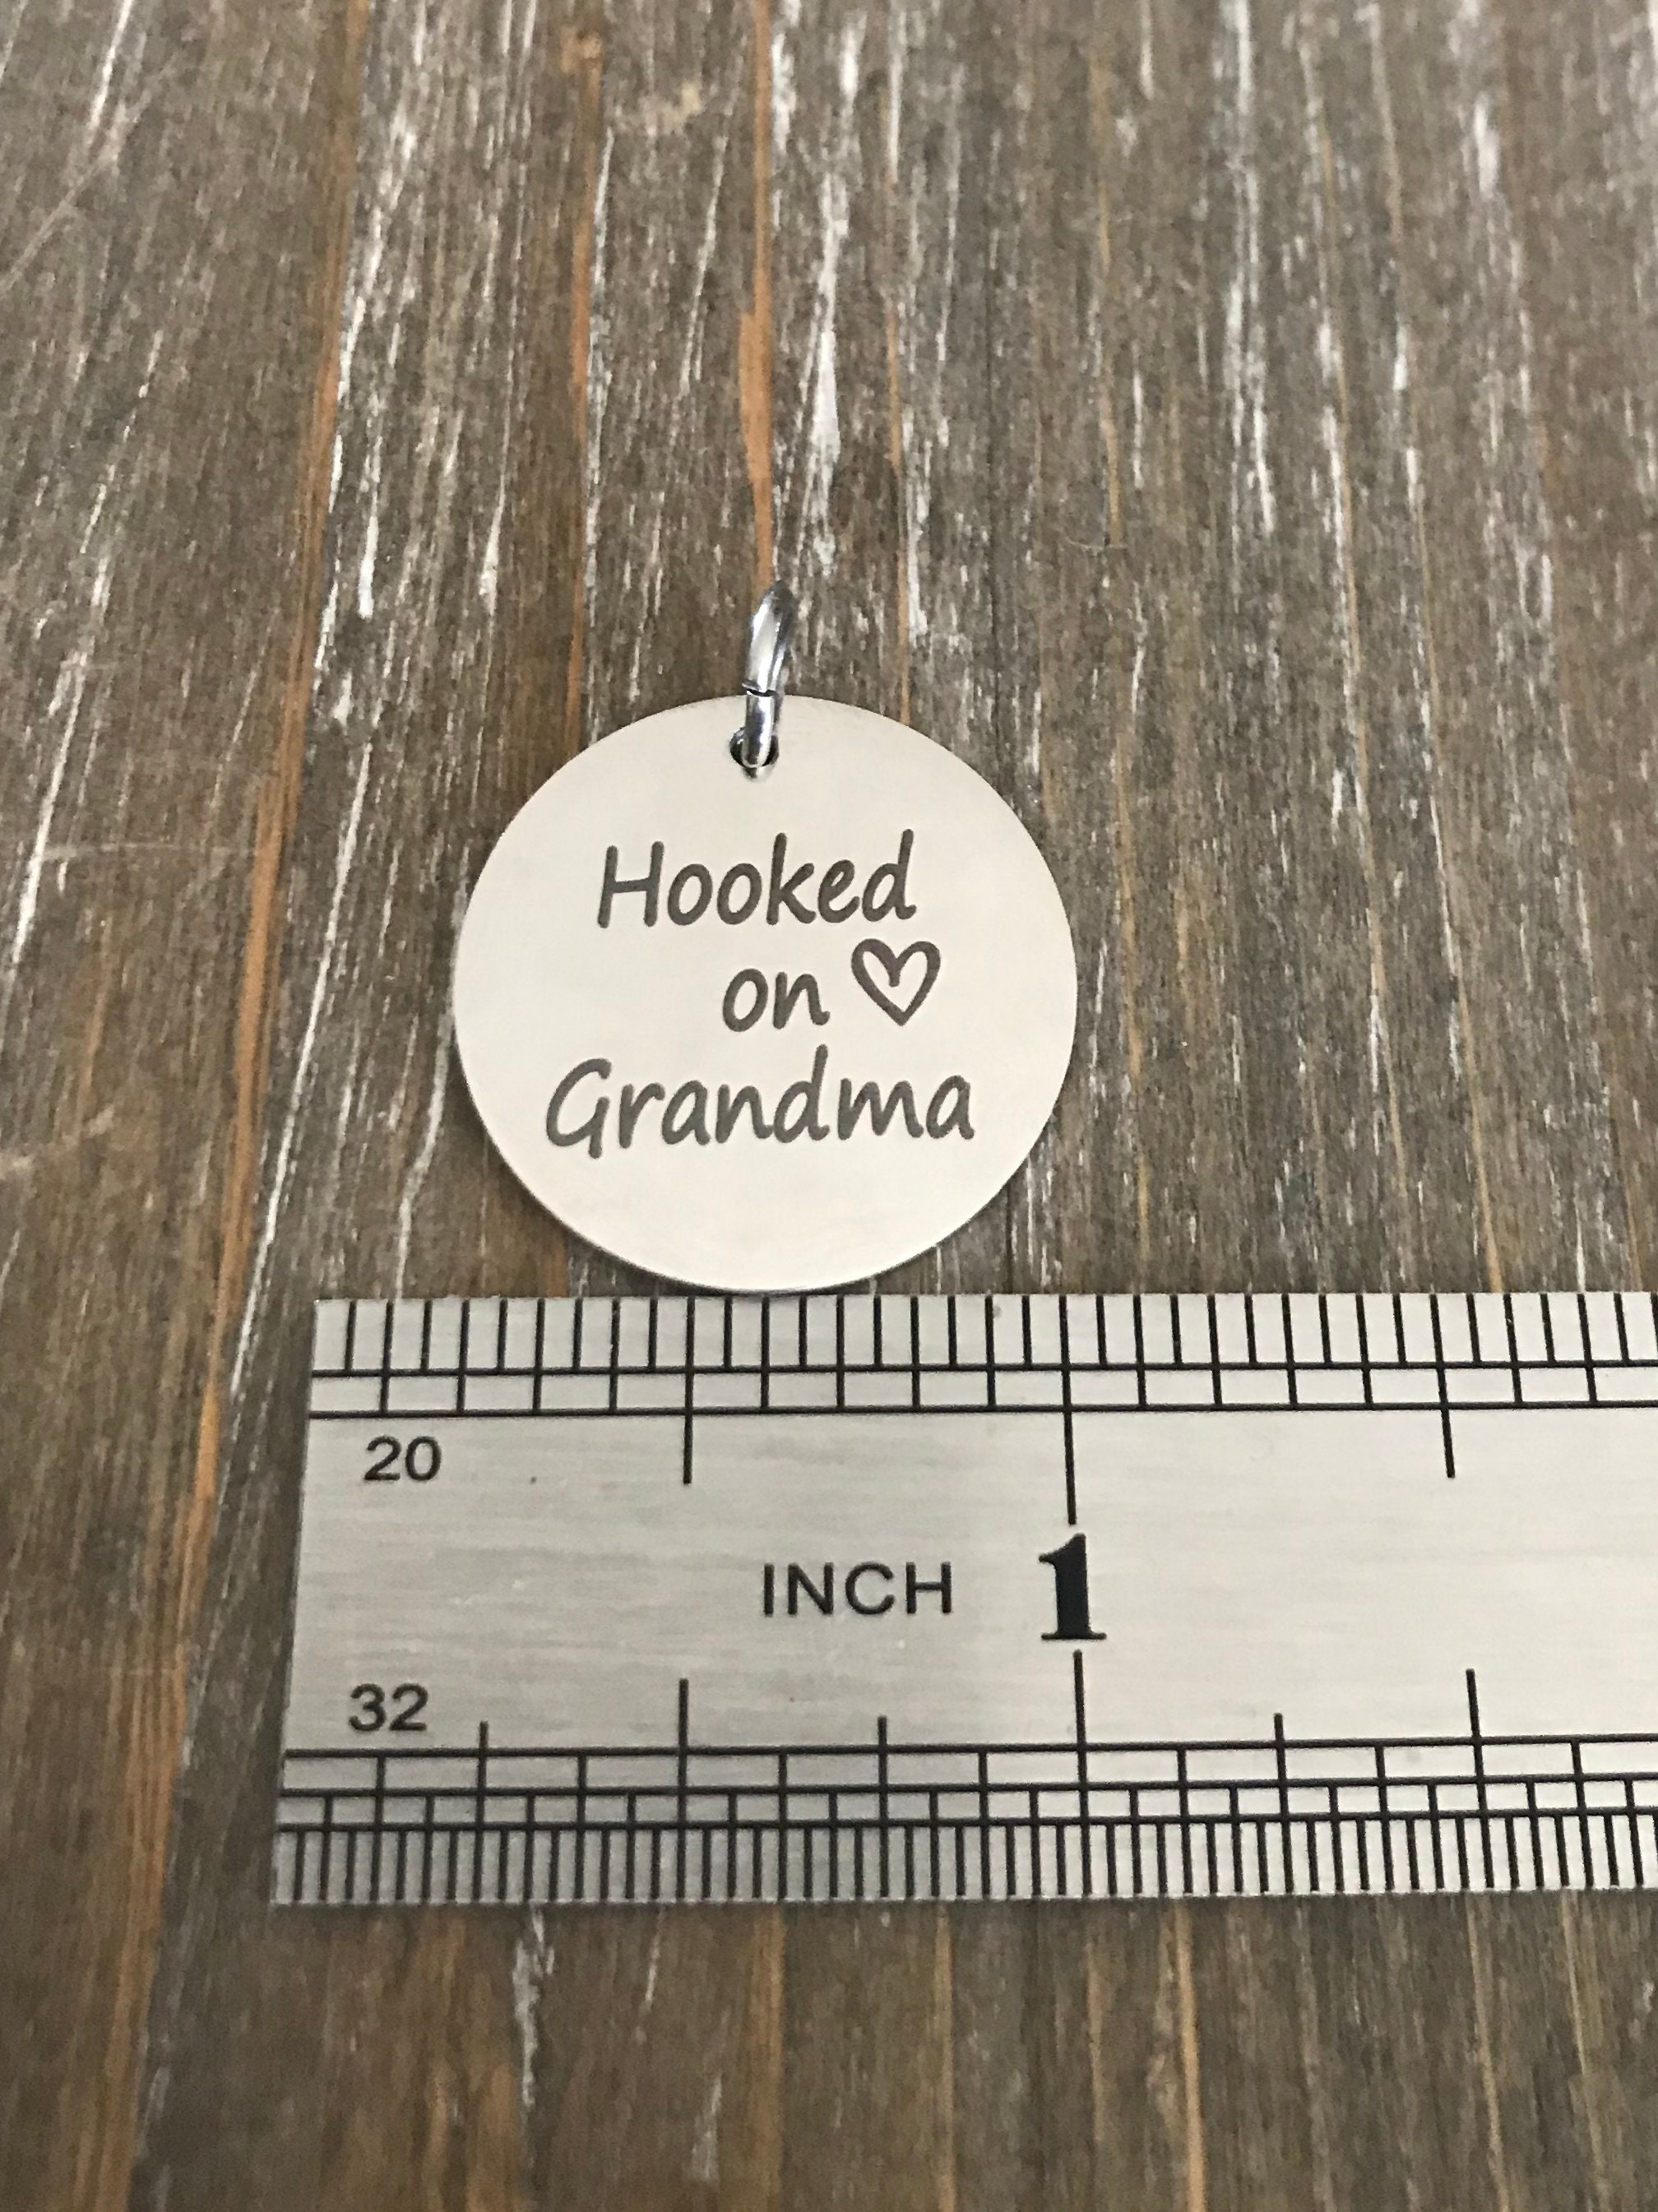 Hooked
on ♡
Grandma
20
INCH 1
32